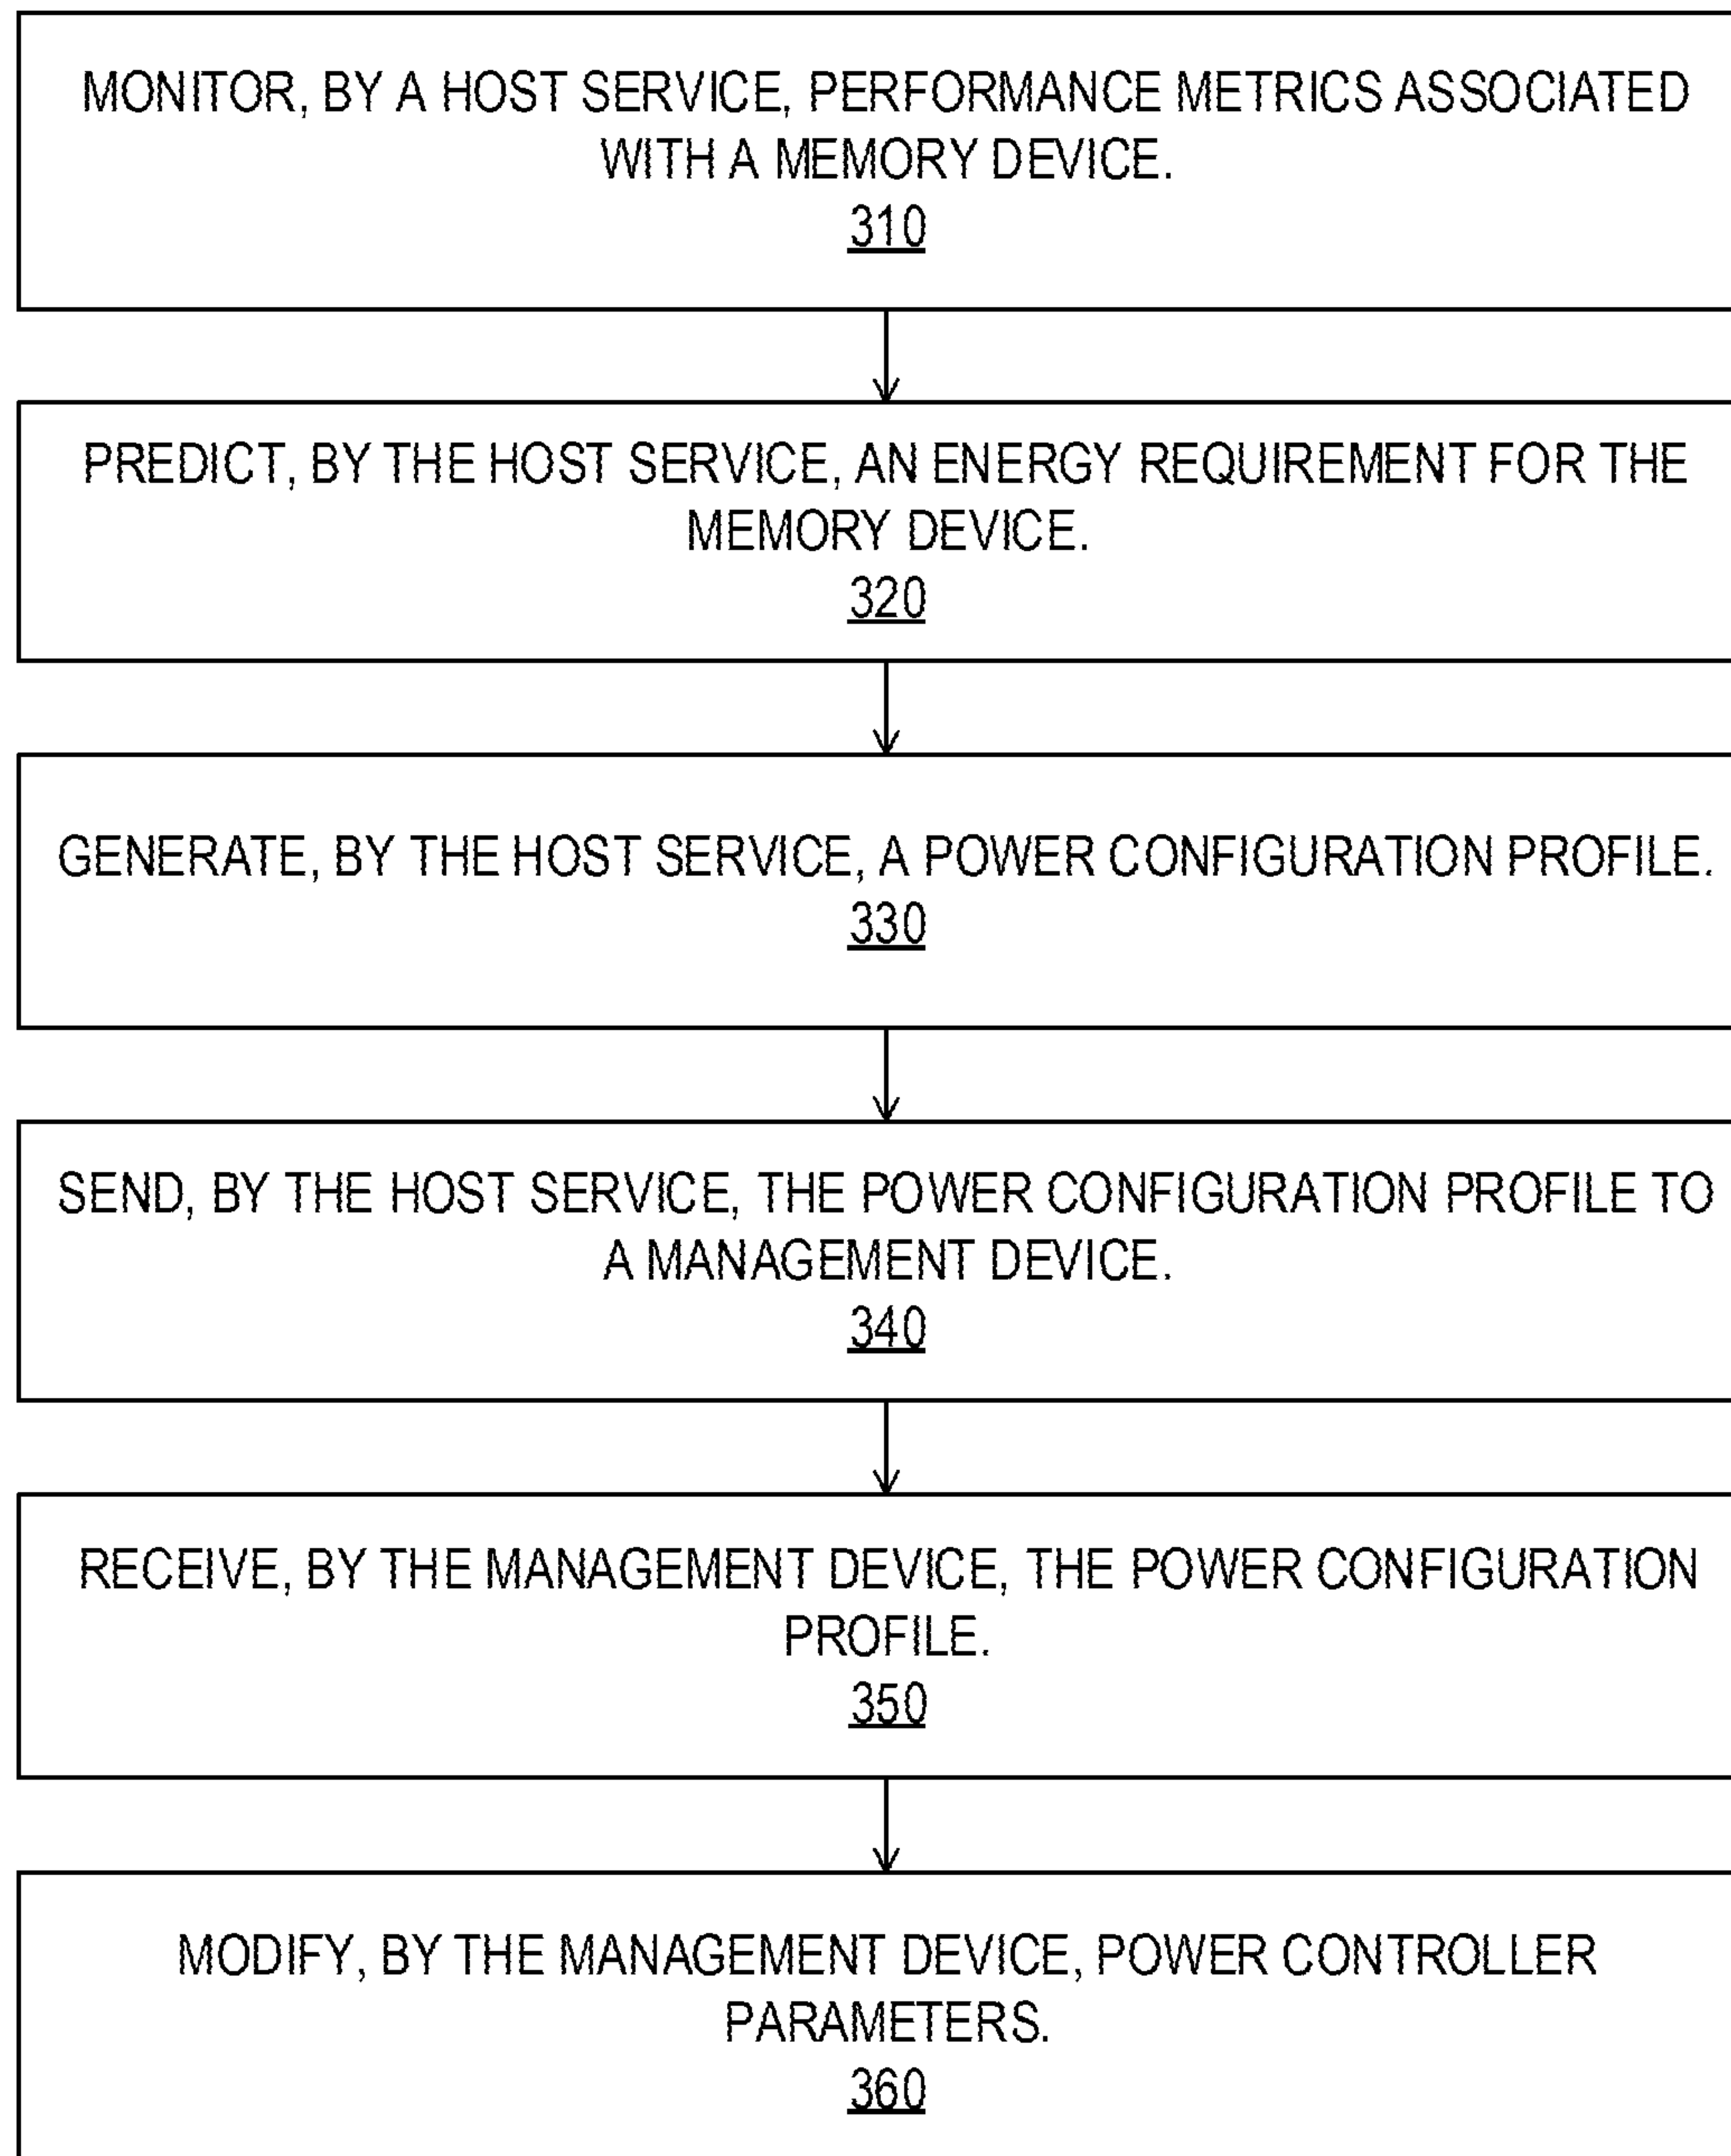 MONITOR, BY A HOST SERVICE, PERFORMANCE METRICS ASSOCIATED
WITH A MEMORY DEVICE.
310
PREDICT, BY THE HOST SERVICE, AN ENERGY REQUIREMENT FOR THE
MEMORY DEVICE.
320
GENERATE, BY THE HOST SERVICE, A POWER CONFIGURATION PROFILE.
330
SEND, BY THE HOST SERVICE, THE POWER CONFIGURATION PROFILE TO
A MANAGEMENT DEVICE.
340
RECEIVE, BY THE MANAGEMENT DEVICE, THE POWER CONFIGURATION
PROFILE.
350
MODIFY, BY THE MANAGEMENT DEVICE, POWER CONTROLLER
PARAMETERS.
360